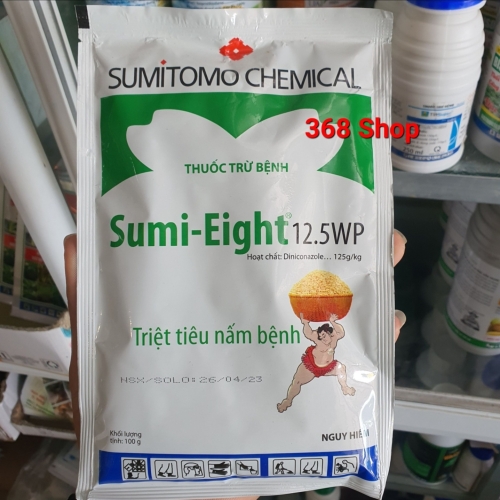 SUMITOMO CHEMICAL
368 Shop
THUỐC TRỪ BỆNH
Sumi-Eight® 12.5WP
Hoạt chất: Diniconazole... 125g/kg
Triệt tiêu nấm bệnh
NSX/SOLO: 26/04/23
Khối lượng
tịnh: 100 g
NGUY HIỂM